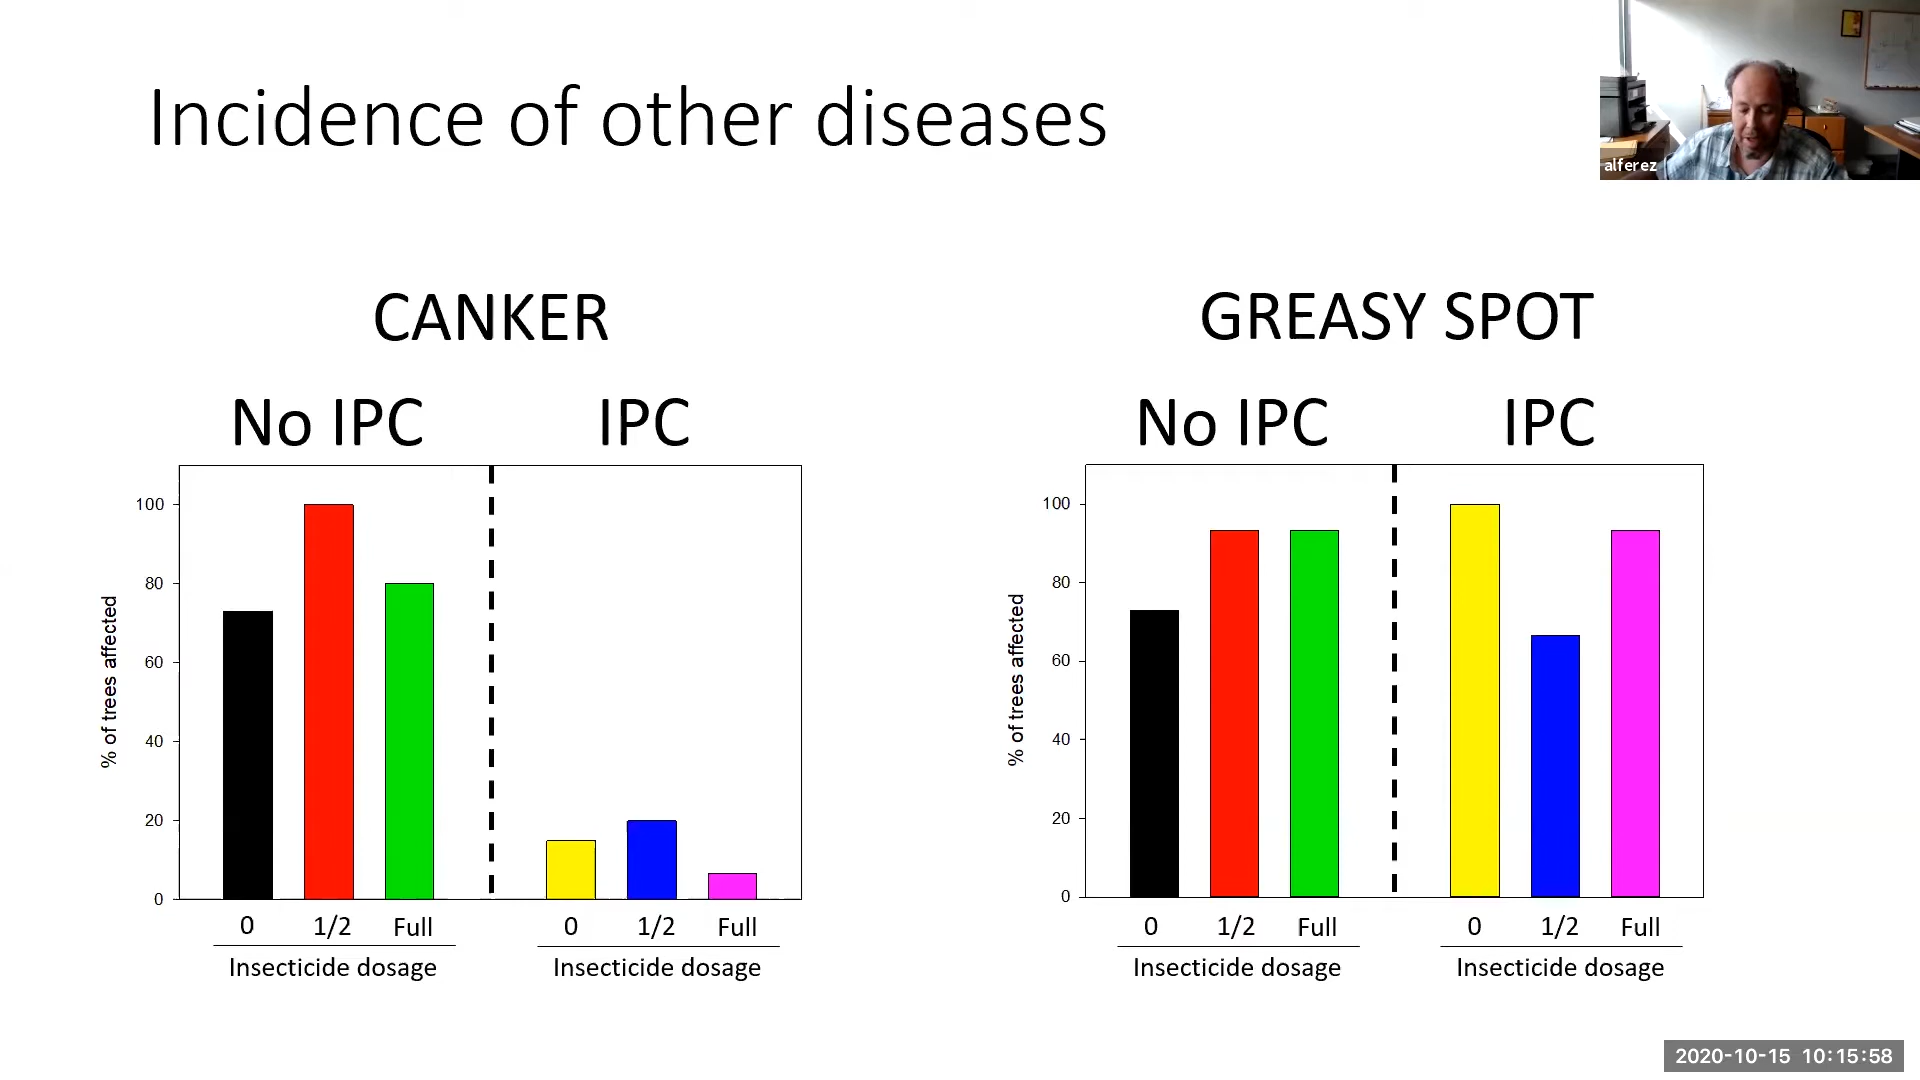 Incidence of other diseases
alferez
CANKER
No IPC
IPC
% of trees affected
100
80
60
40
20
0
0
1/2
Full
0
1/2
Full
Insecticide dosage
Insecticide dosage
GREASY SPOT
No IPC
IPC
% of trees affected
100
80
60
40
20
0
0
1/2
Full
0
1/2
Full
Insecticide dosage
Insecticide dosage
2020-10-15 10:15:58